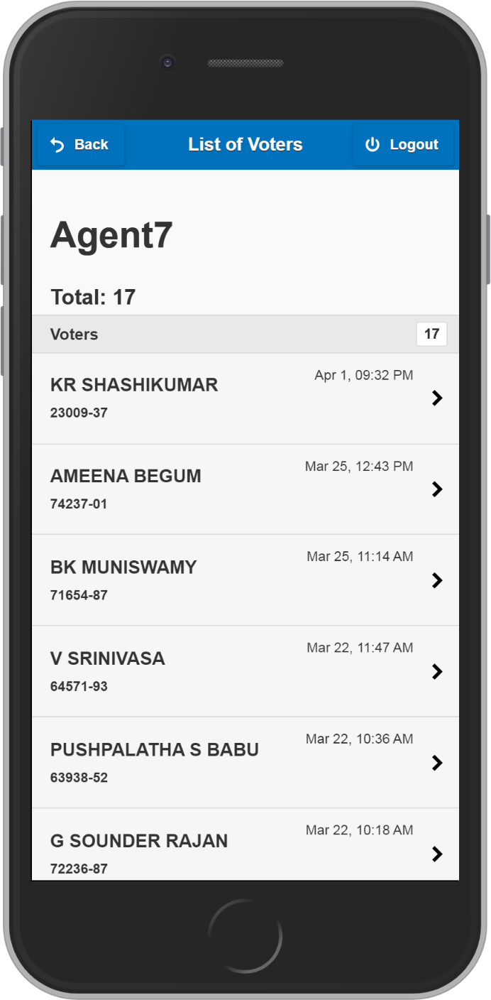 Back List of Voters Logout
Agent7
Total: 17
Voters 17
KR SHASHIKUMAR Apr 1, 09:32 PM
23009-37
AMEENA BEGUM Mar 25, 12:43 PM
74237-01
BK MUNISWAMY Mar 25, 11:14 AM
71654-87
V SRINIVASA Mar 22, 11:47 AM
64571-93
PUSHPALATHA S BABU Mar 22, 10:36 AM
63938-52
G SOUNDER RAJAN Mar 22, 10:18 AM
72236-87